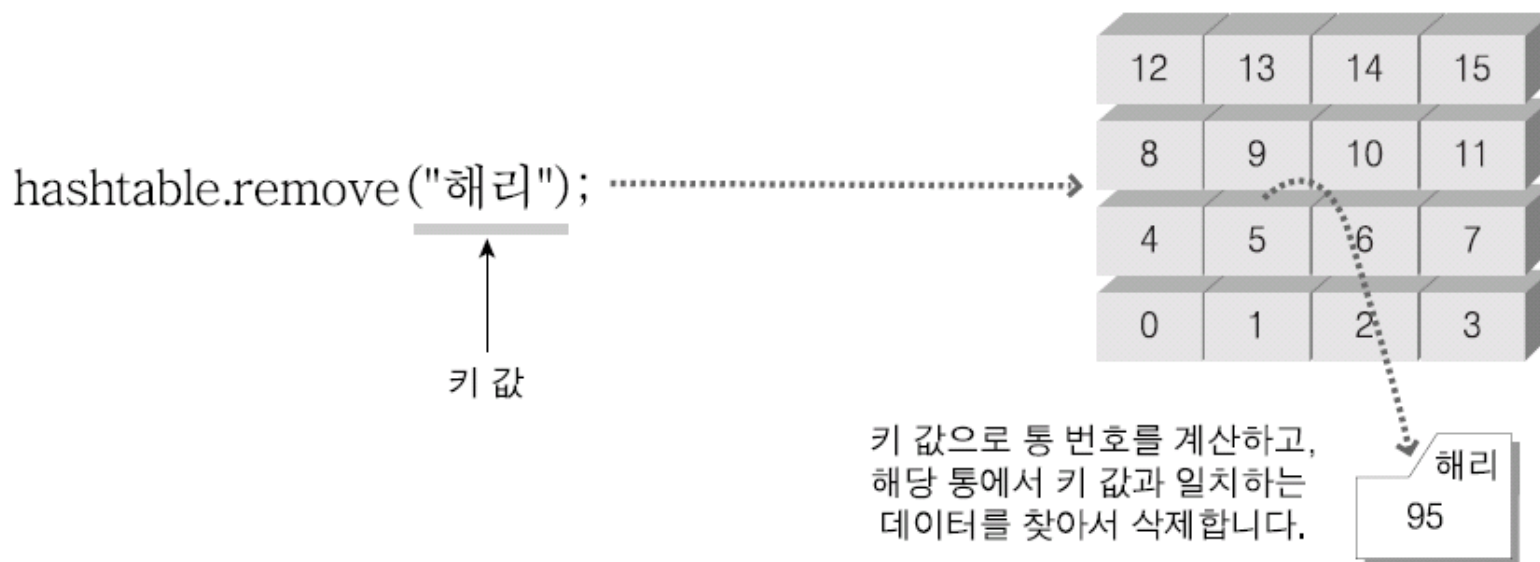 12 13 14 15
8 9 10 11
hashtable.remove("해리");
4 5 6 7
0 1 2 3
키 값
키 값으로 통 번호를 계산하고,
해당 통에서 키 값과 일치하는
데이터를 찾아서 삭제합니다.
해리
95